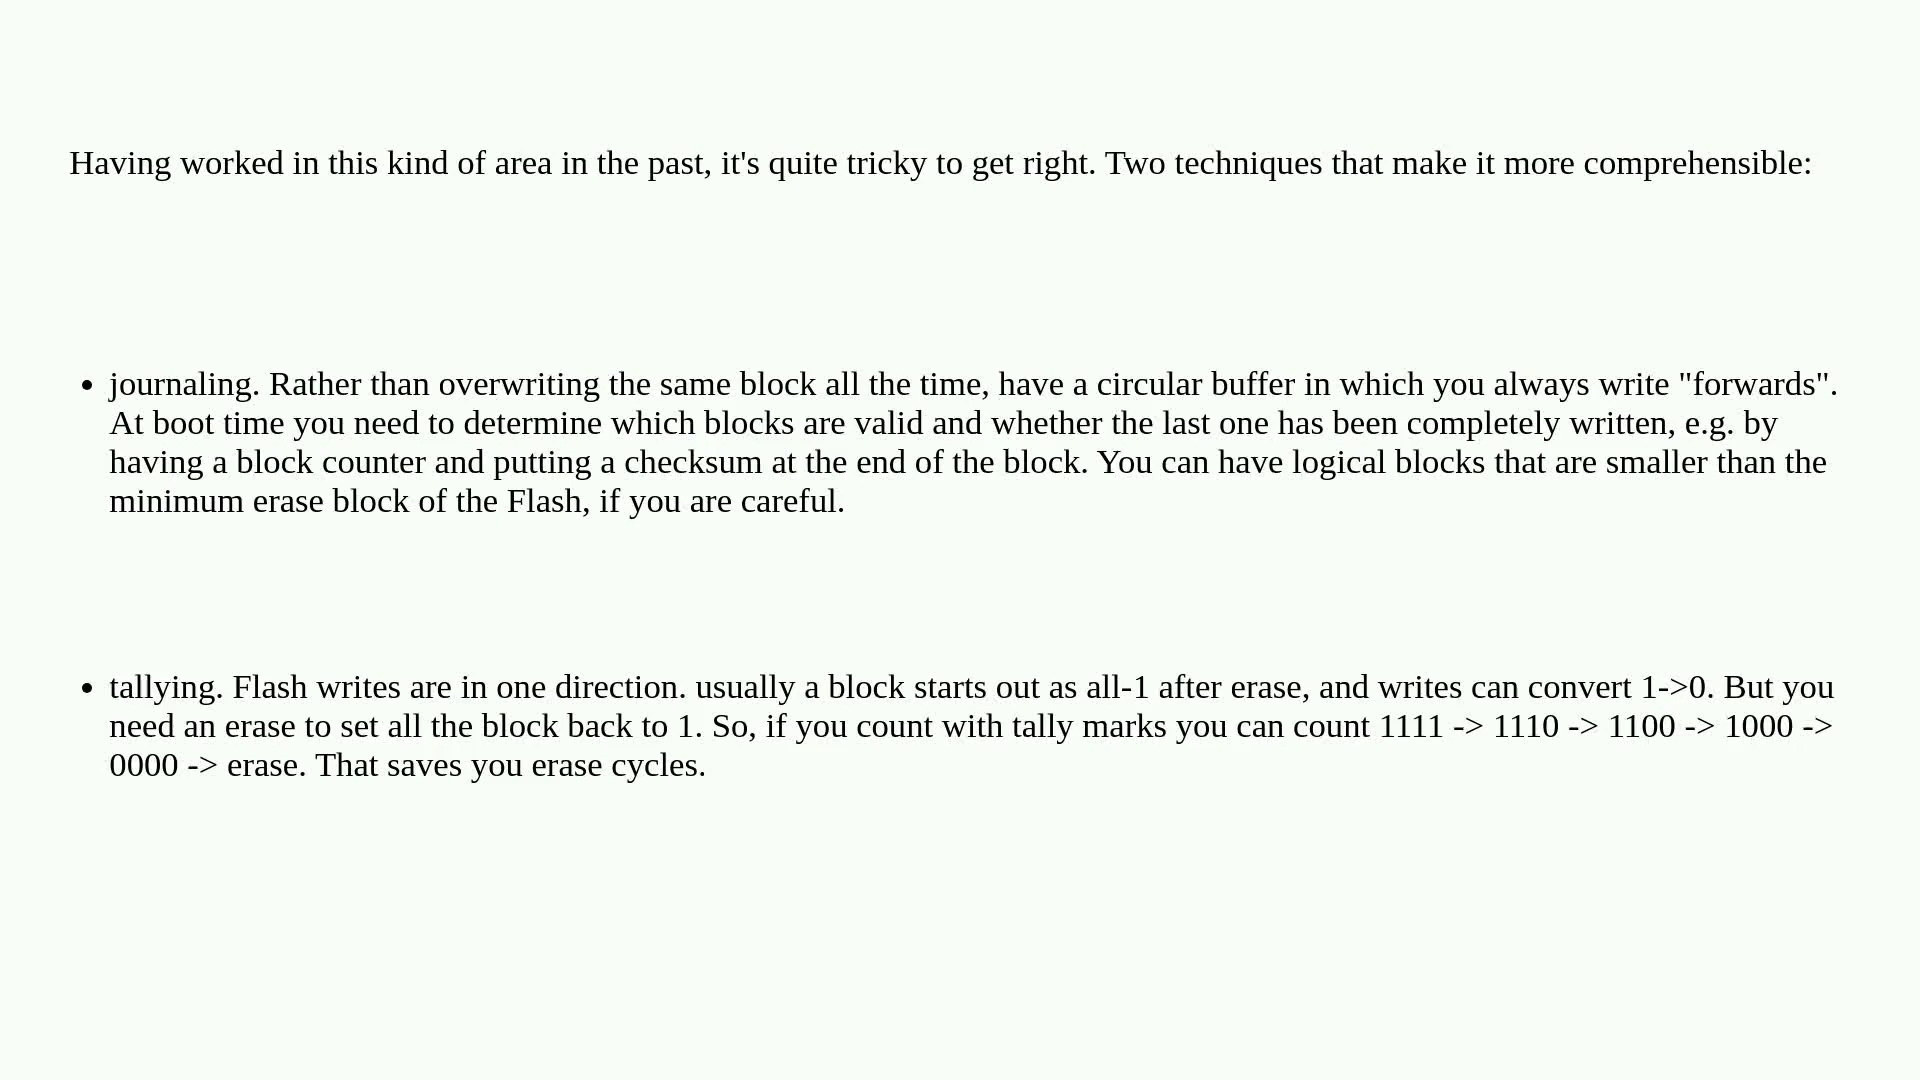 Having worked in this kind of area in the past, it's quite tricky to get right. Two techniques that make it more comprehensible:
• journaling. Rather than overwriting the same block all the time, have a circular buffer in which you always write "forwards".
At boot time you need to determine which blocks are valid and whether the last one has been completely written, e.g. by
having a block counter and putting a checksum at the end of the block. You can have logical blocks that are smaller than the
minimum erase block of the Flash, if you are careful.
• tallying. Flash writes are in one direction. usually a block starts out as all-1 after erase, and writes can convert 1->0. But you
need an erase to set all the block back to 1. So, if you count with tally marks you can count 1111 -> 1110 -> 1100 -> 1000 ->
0000 -> erase. That saves you erase cycles.